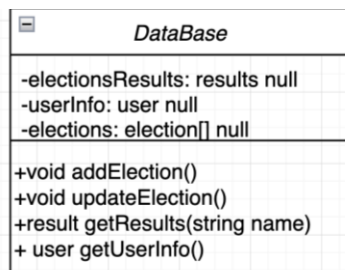 DataBase
-electionsResults: results null
-userInfo: user null
-elections: election[] null
+void addElection()
+void updateElection()
+result getResults(string name)
+ user getUserInfo()